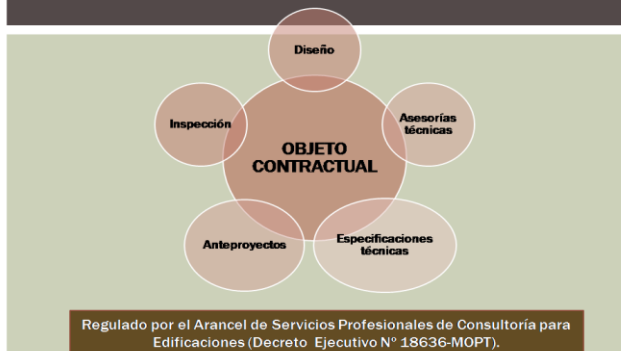 Diseño
Inspección
Asesorías
técnicas
OBJETO
CONTRACTUAL
Anteproyectos
Especificaciones
técnicas
Regulado por el Arancel de Servicios Profesionales de Consultoría para
Edificaciones (Decreto Ejecutivo Nº 18636-MOPT).